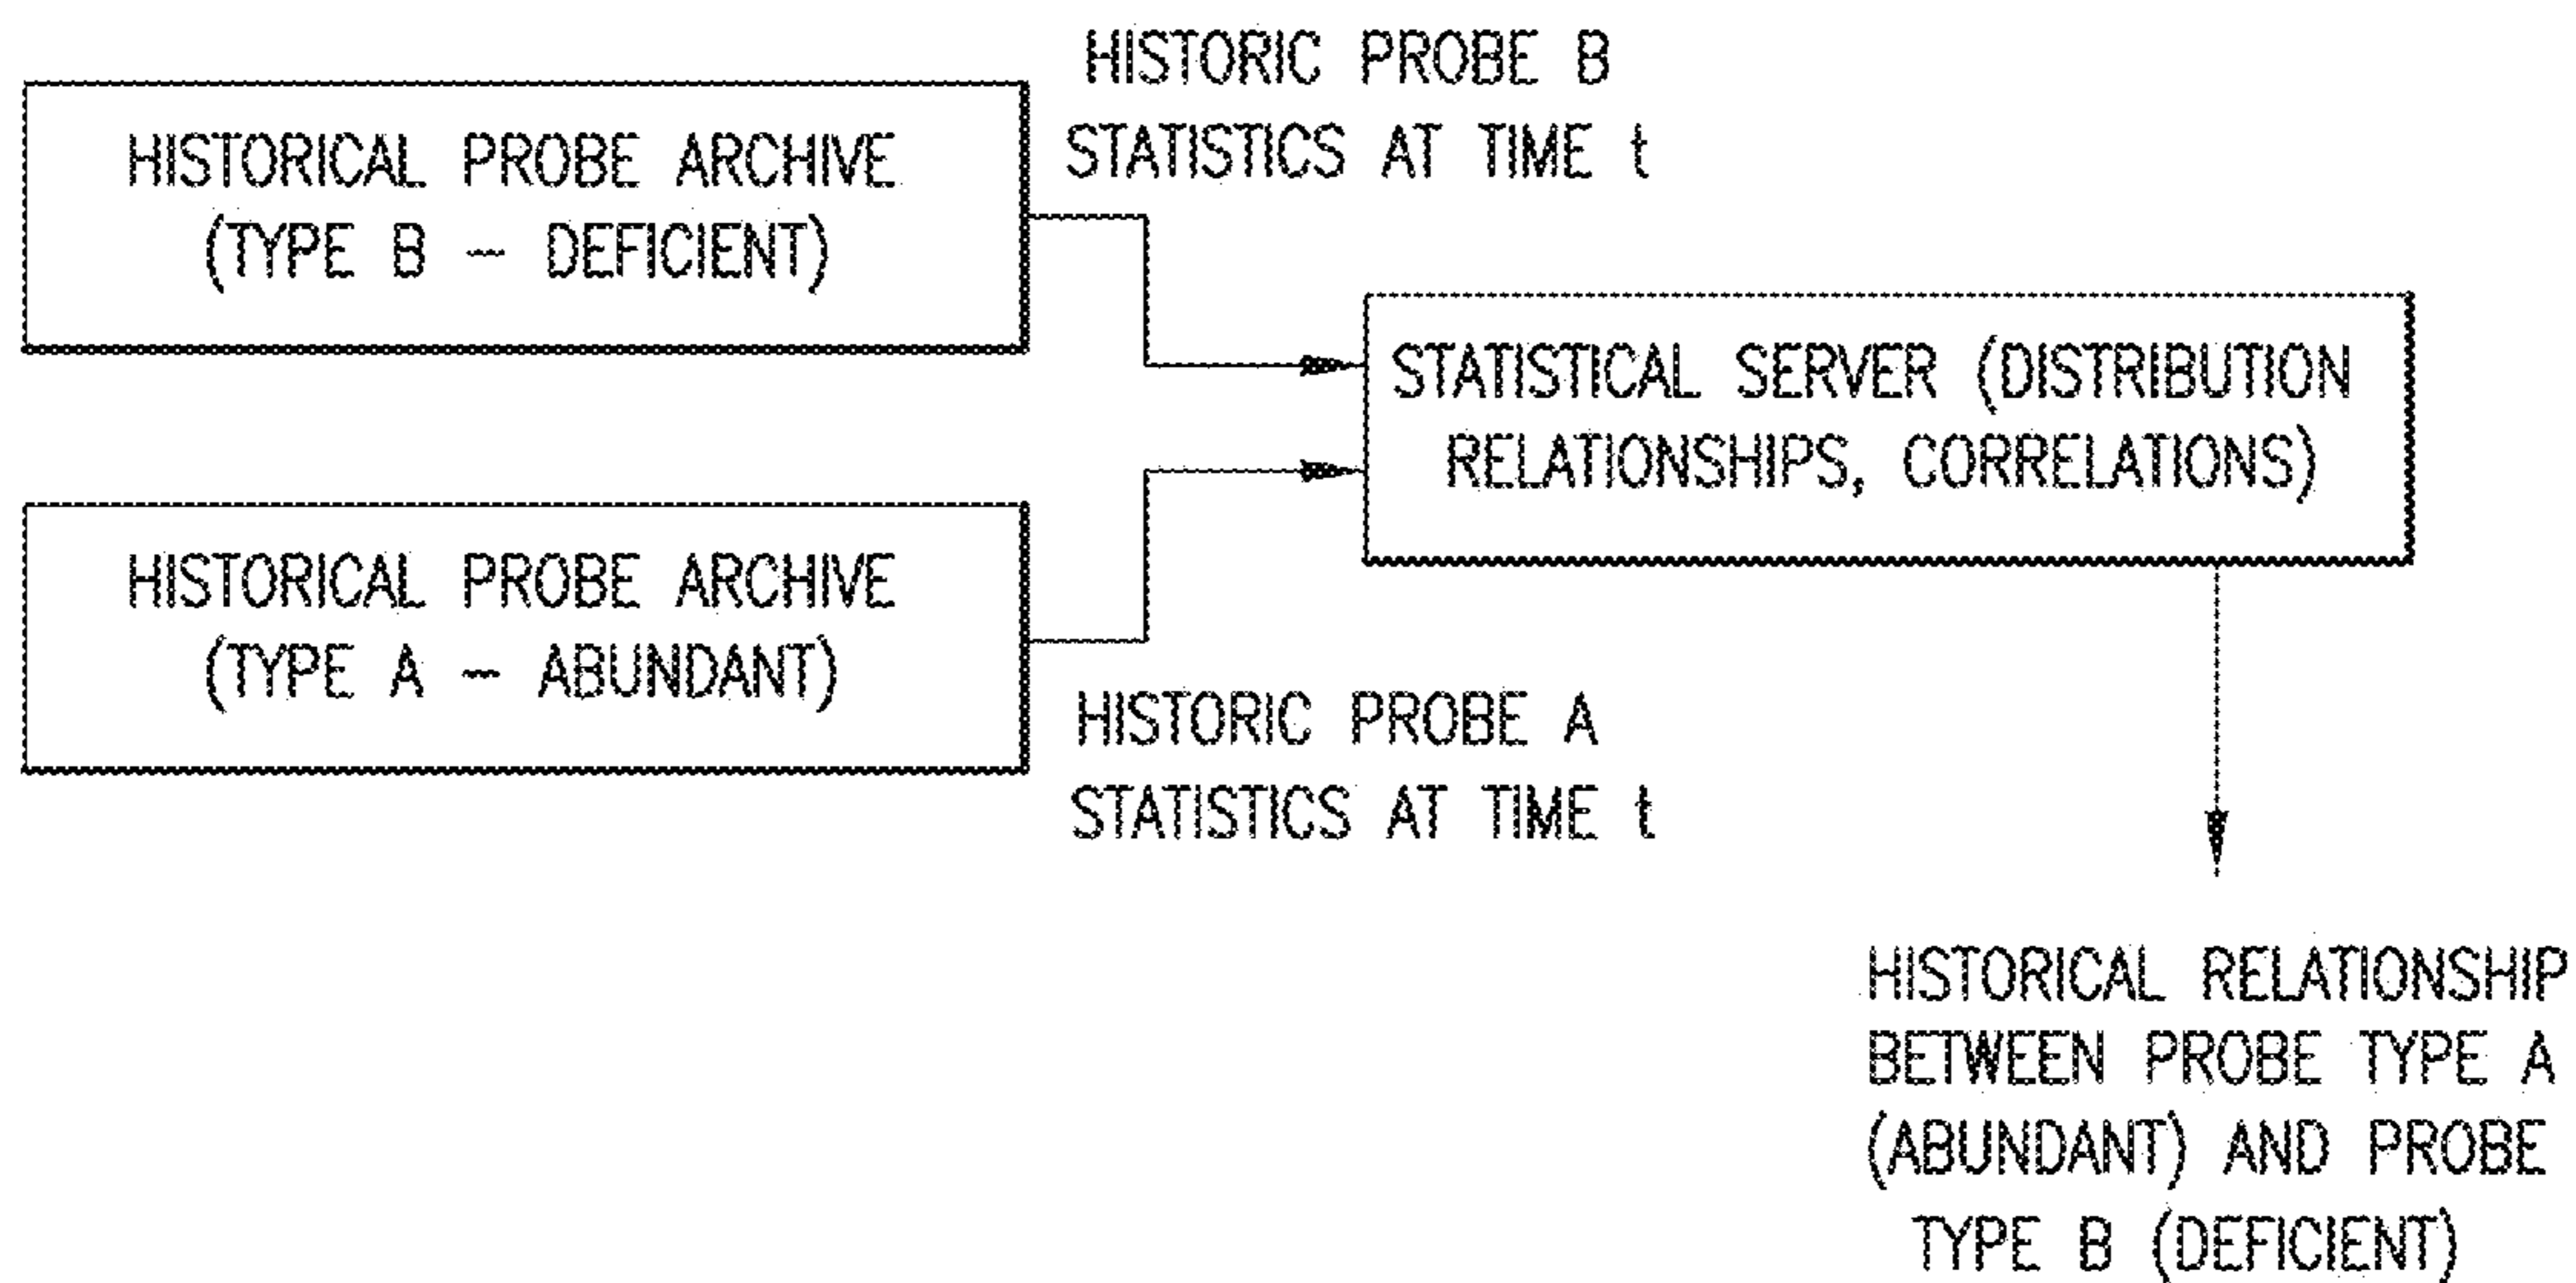 HISTORIC PROBE B
STATISTICS AT TIME t
HISTORICAL PROBE ARCHIVE
(TYPE B – DEFICIENT)
STATISTICAL SERVER (DISTRIBUTION
RELATIONSHIPS, CORRELATIONS)
HISTORICAL PROBE ARCHIVE
(TYPE A – ABUNDANT)
HISTORIC PROBE A
STATISTICS AT TIME t
HISTORICAL RELATIONSHIP
BETWEEN PROBE TYPE A
(ABUNDANT) AND PROBE
TYPE B (DEFICIENT)